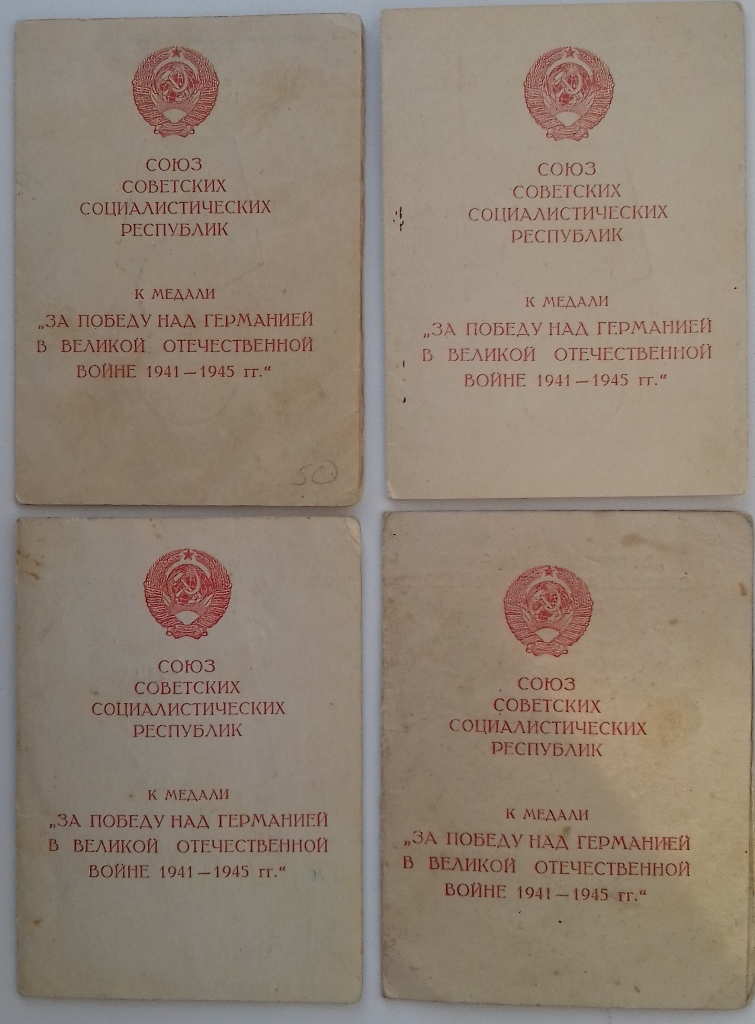 СОЮЗ
СОВЕТСКИХ
СОЦИАЛИСТИЧЕСКИХ
РЕСПУБЛИК
К МЕДАЛИ
„ЗА ПОБЕДУ НАД ГЕРМАНИЕЙ
В ВЕЛИКОЙ ОТЕЧЕСТВЕННОЙ
ВОЙНЕ 1941 — 1945 гг.“
50
СОЮЗ
СОВЕТСКИХ
СОЦИАЛИСТИЧЕСКИХ
РЕСПУБЛИК
К МЕДАЛИ
„ЗА ПОБЕДУ НАД ГЕРМАНИЕЙ
В ВЕЛИКОЙ ОТЕЧЕСТВЕННОЙ
ВОЙНЕ 1941 — 1945 гг.“
СОЮЗ
СОВЕТСКИХ
СОЦИАЛИСТИЧЕСКИХ
РЕСПУБЛИК
К МЕДАЛИ
„ЗА ПОБЕДУ НАД ГЕРМАНИЕЙ
В ВЕЛИКОЙ ОТЕЧЕСТВЕННОЙ
ВОЙНЕ 1941 — 1945 гг.“
СОЮЗ
СОВЕТСКИХ
СОЦИАЛИСТИЧЕСКИХ
РЕСПУБЛИК
К МЕДАЛИ
„ЗА ПОБЕДУ НАД ГЕРМАНИЕЙ
В ВЕЛИКОЙ ОТЕЧЕСТВЕННОЙ
ВОЙНЕ 1941 — 1945 гг.“